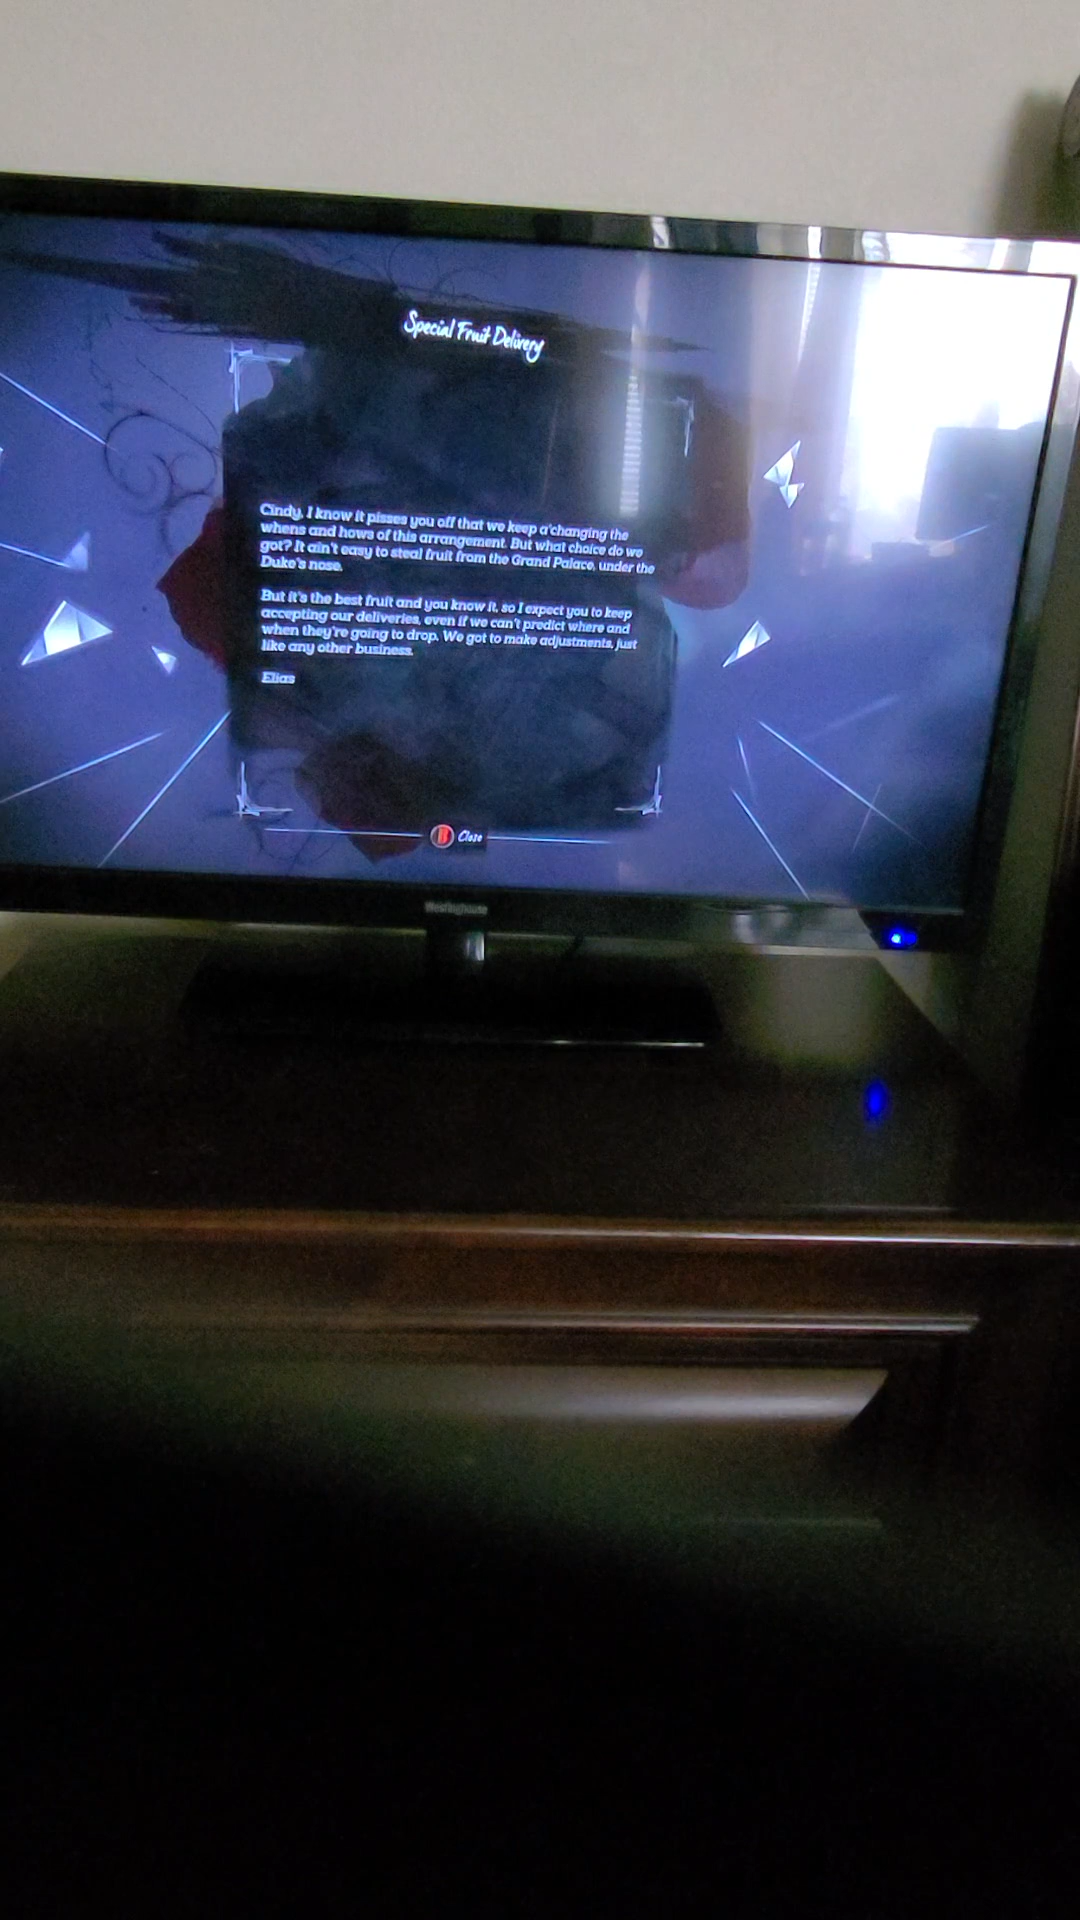 Special Fruit Delivery
Cindy, I know it pisses you off that we keep a'changing the
whens and hows of this arrangement. But what choice do we
got? It ain't easy to steal fruit from the Grand Palace, under the
Duke's nose.
But it's the best fruit and you know it, so I expect you to keep
accepting our deliveries, even if we can't predict where and
when they're going to drop. We got to make adjustments, just
like any other business.
Elias
B Close
Westinghouse